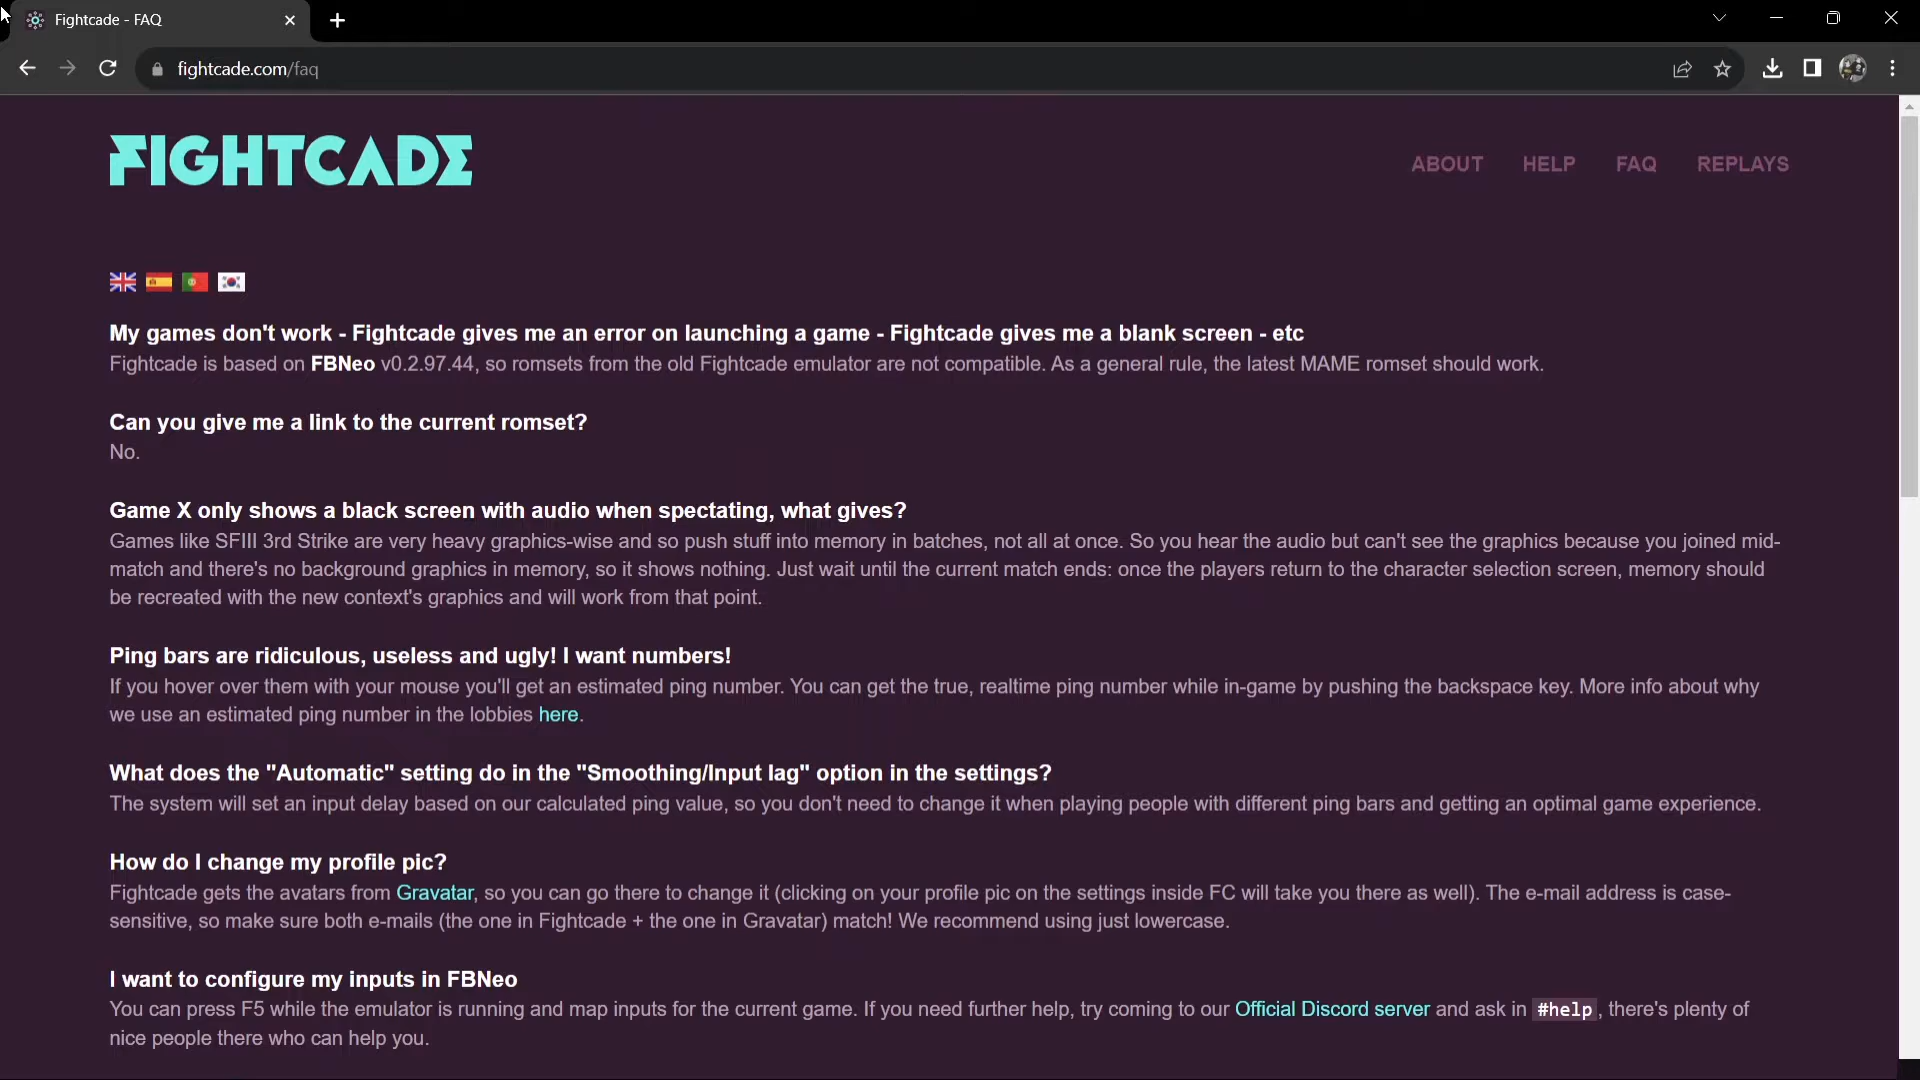 Fightcade - FAQ
fightcade.com/faq
FIGHTCADE
ABOUT HELP FAQ REPLAYS
My games don't work - Fightcade gives me an error on launching a game - Fightcade gives me a blank screen - etc
Fightcade is based on FBNeo v0.2.97.44, so romsets from the old Fightcade emulator are not compatible. As a general rule, the latest MAME romset should work.
Can you give me a link to the current romset?
No.
Game X only shows a black screen with audio when spectating, what gives?
Games like SFIII 3rd Strike are very heavy graphics-wise and so push stuff into memory in batches, not all at once. So you hear the audio but can't see the graphics because you joined mid-
match and there's no background graphics in memory, so it shows nothing. Just wait until the current match ends: once the players return to the character selection screen, memory should
be recreated with the new context's graphics and will work from that point.
Ping bars are ridiculous, useless and ugly! I want numbers!
If you hover over them with your mouse you'll get an estimated ping number. You can get the true, realtime ping number while in-game by pushing the backspace key. More info about why
we use an estimated ping number in the lobbies here.
What does the "Automatic" setting do in the "Smoothing/Input lag" option in the settings?
The system will set an input delay based on our calculated ping value, so you don't need to change it when playing people with different ping bars and getting an optimal game experience.
How do I change my profile pic?
Fightcade gets the avatars from Gravatar, so you can go there to change it (clicking on your profile pic on the settings inside FC will take you there as well). The e-mail address is case-
sensitive, so make sure both e-mails (the one in Fightcade + the one in Gravatar) match! We recommend using just lowercase.
I want to configure my inputs in FBNeo
You can press F5 while the emulator is running and map inputs for the current game. If you need further help, try coming to our Official Discord server and ask in #help, there's plenty of
nice people there who can help you.